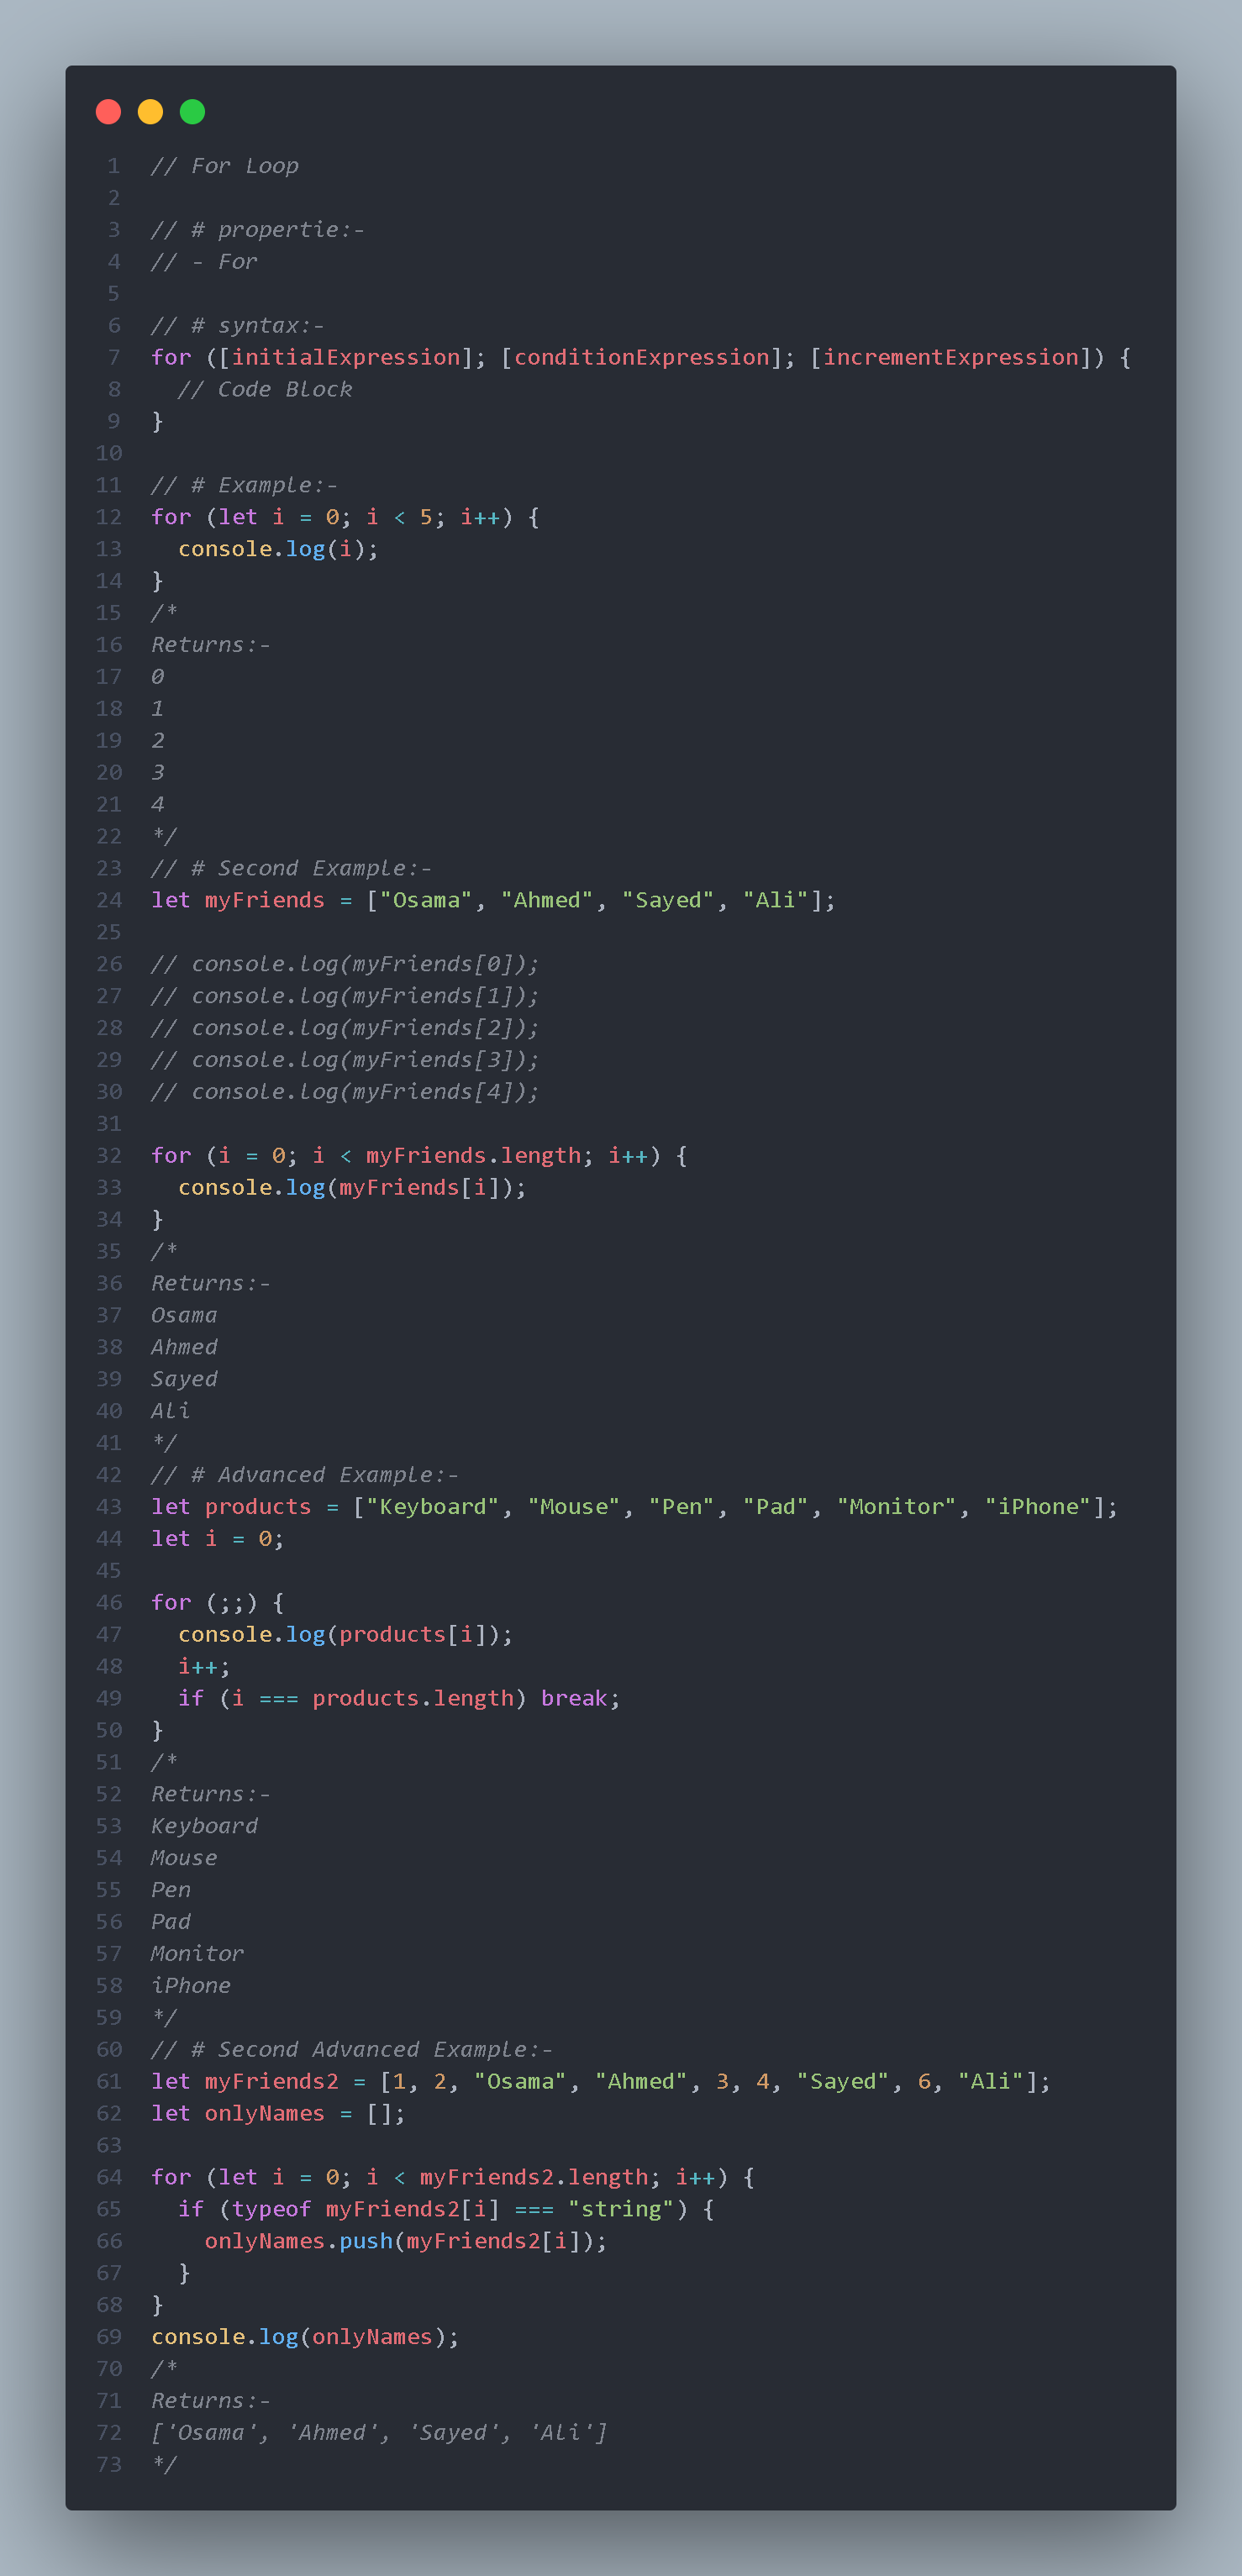 1 // For Loop
2
3 // # propertie:-
4 // - For
5
6 // # syntax:-
7 for ([initialExpression]; [conditionExpression]; [incrementExpression]) {
8   // Code Block
9 }
10
11 // # Example:-
12 for (let i = 0; i < 5; i++) {
13   console.log(i);
14 }
15 /*
16 Returns:-
17 0
18 1
19 2
20 3
21 4
22 */
23 // # Second Example:-
24 let myFriends = ["Osama", "Ahmed", "Sayed", "Ali"];
25
26 // console.log(myFriends[0]);
27 // console.log(myFriends[1]);
28 // console.log(myFriends[2]);
29 // console.log(myFriends[3]);
30 // console.log(myFriends[4]);
31
32 for (i = 0; i < myFriends.length; i++) {
33   console.log(myFriends[i]);
34 }
35 /*
36 Returns:-
37 Osama
38 Ahmed
39 Sayed
40 Ali
41 */
42 // # Advanced Example:-
43 let products = ["Keyboard", "Mouse", "Pen", "Pad", "Monitor", "iPhone"];
44 let i = 0;
45
46 for (;;) {
47   console.log(products[i]);
48   i++;
49   if (i === products.length) break;
50 }
51 /*
52 Returns:-
53 Keyboard
54 Mouse
55 Pen
56 Pad
57 Monitor
58 iPhone
59 */
60 // # Second Advanced Example:-
61 let myFriends2 = [1, 2, "Osama", "Ahmed", 3, 4, "Sayed", 6, "Ali"];
62 let onlyNames = [];
63
64 for (let i = 0; i < myFriends2.length; i++) {
65   if (typeof myFriends2[i] === "string") {
66     onlyNames.push(myFriends2[i]);
67   }
68 }
69 console.log(onlyNames);
70 /*
71 Returns:-
72 ['Osama', 'Ahmed', 'Sayed', 'Ali']
73 */